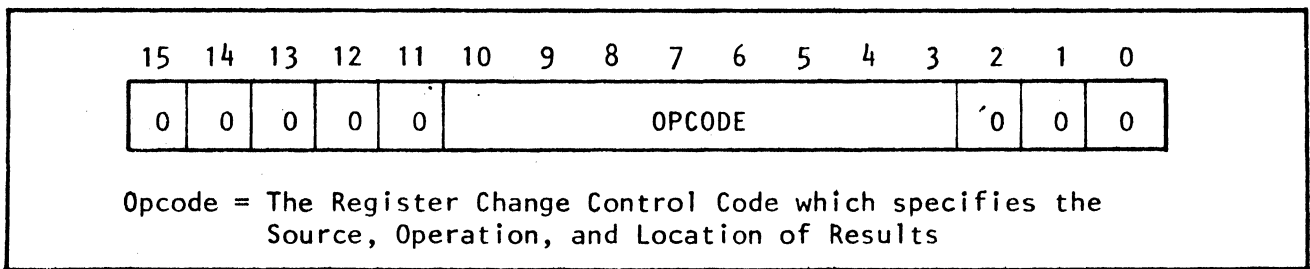 15 14 13 12 11 10 9 8 7 6 5 4 3 2 1 0
0 0 0 0 0 OPCODE 0 0 0
Opcode = The Register Change Control Code which specifies the
Source, Operation, and Location of Results